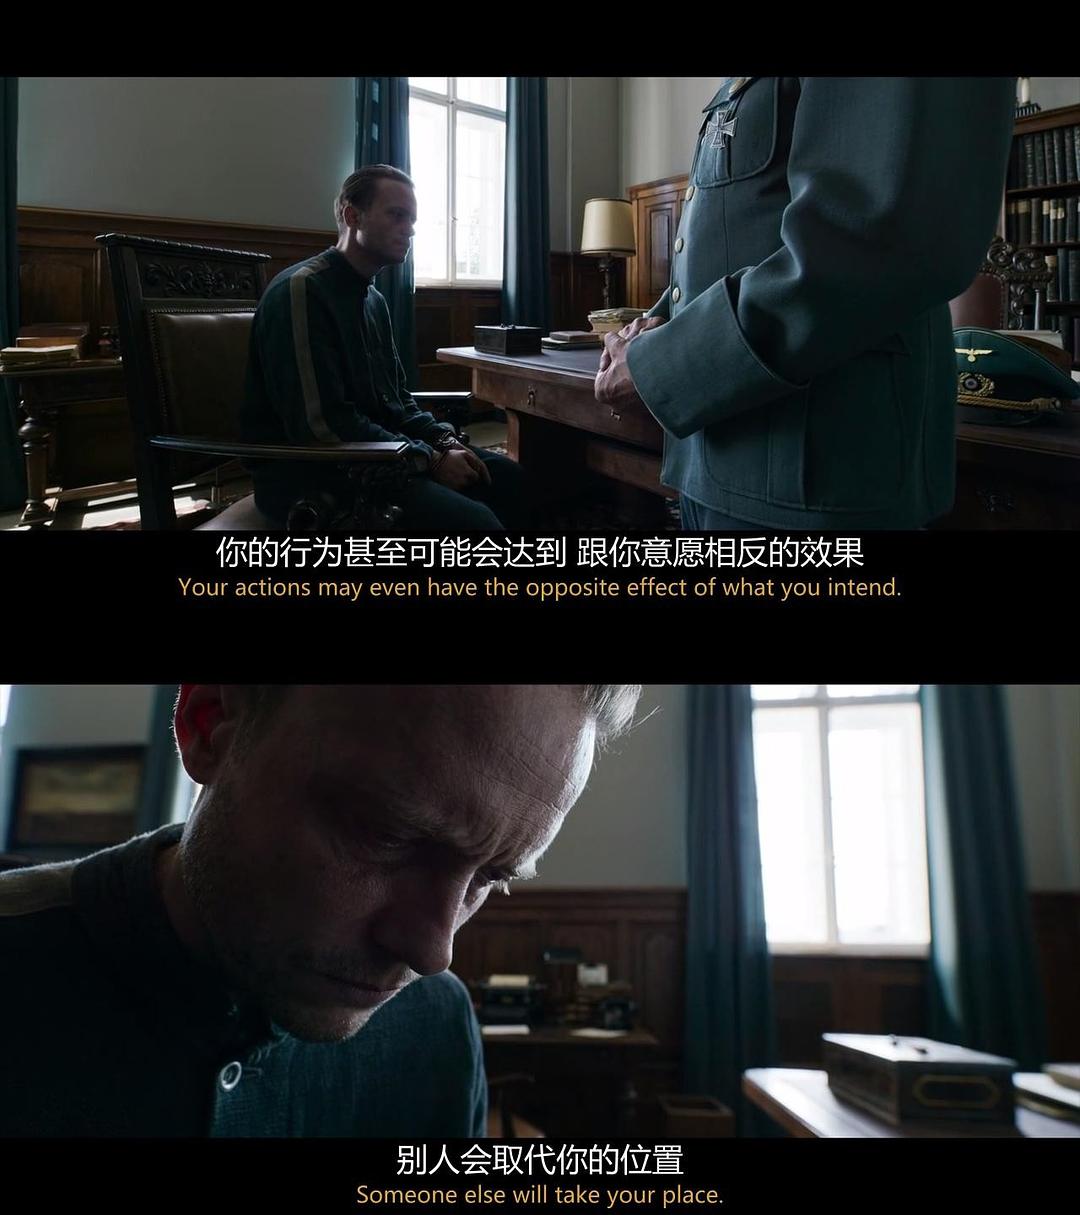 你的行为甚至可能会达到 跟你意愿相反的效果
Your actions may even have the opposite effect of what you intend.
别人会取代你的位置
Someone else will take your place.